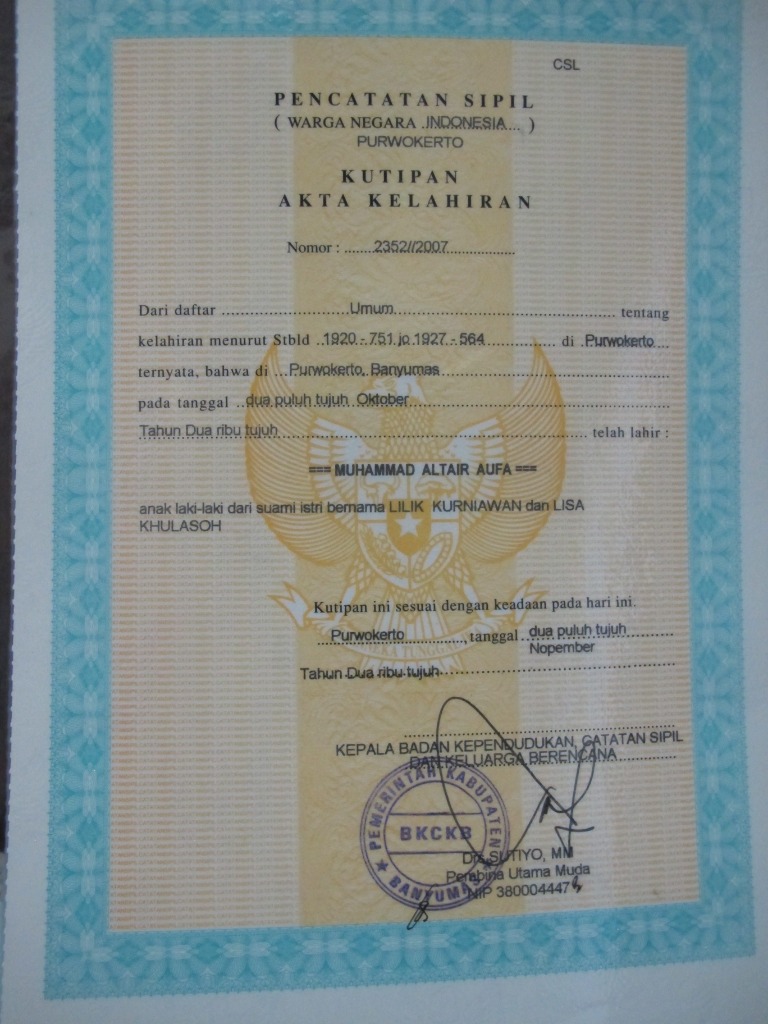 CSL
PENCATATAN SIPIL
( WARGA NEGARA .INDONESIA... )
PURWOKERTO
KUTIPAN
AKTA KELAHIRAN
Nomor : ........2352//2007..................
Dari daftar ...............................Umum..................................................... tentang
kelahiran menurut Stbld ..1920 - 751 jo 1927 - 564.................. di ..Purwokerto....
ternyata, bahwa di ...Purwokerto, Banyumas.......................................................
pada tanggal ..dua puluh tujuh Oktober..............................................................
Tahun Dua ribu tujuh............................................................................ telah lahir :
=== MUHAMMAD ALTAIR AUFA ===
anak laki-laki dari suami istri bernama LILIK KURNIAWAN dan LISA
KHULASOH
Kutipan ini sesuai dengan keadaan pada hari ini.
Purwokerto..............., tanggal dua puluh tujuh
Nopember
Tahun Dua ribu tujuh
KEPALA BADAN KEPENDUDUKAN, CATATAN SIPIL
DAN KELUARGA BERENCANA
PEMERINTAH KABUPATEN
BKCKB
BANYUMAS
Drs.SUTIYO, MM
Pembina Utama Muda
NIP 380004447